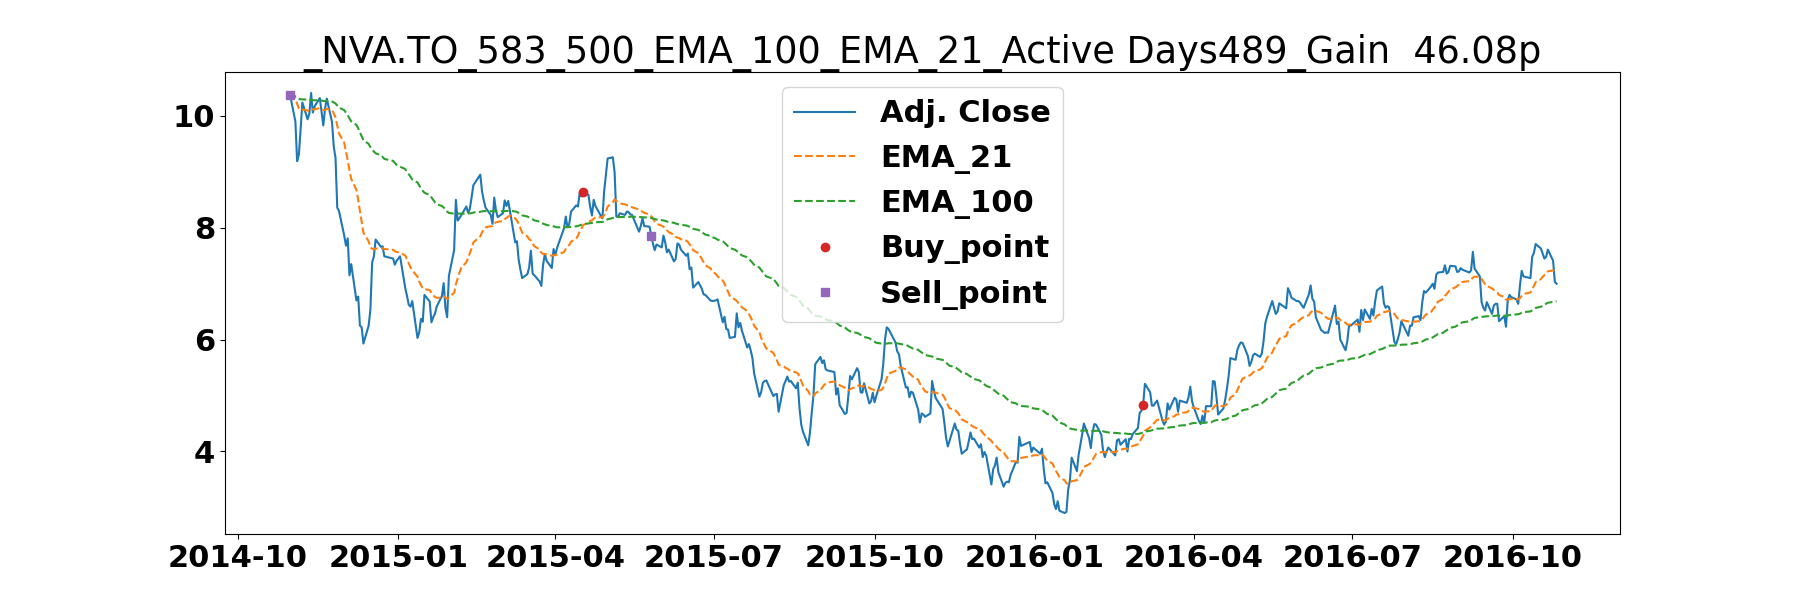 _NVA.TO_583_500_EMA_100_EMA_21_Active Days489_Gain  46.08p
Adj. Close
EMA_21
EMA_100
Buy_point
Sell_point
10
8
6
4
2014-10 2015-01 2015-04 2015-07 2015-10 2016-01 2016-04 2016-07 2016-10